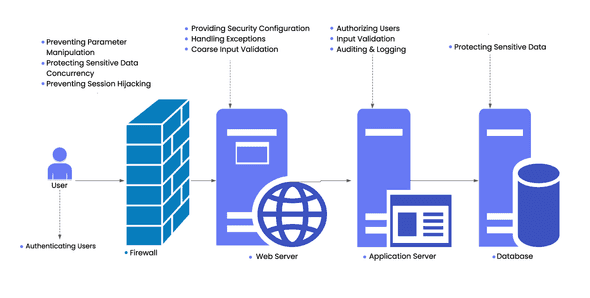 Preventing Parameter
Manipulation
Protecting Sensitive Data
Concurrency
Preventing Session Hijacking
Providing Security Configuration
Handling Exceptions
Coarse Input Validation
Authorizing Users
Input Validation
Auditing & Logging
Protecting Sensitive Data
User
Authenticating Users
Firewall
Web Server
Application Server
Database